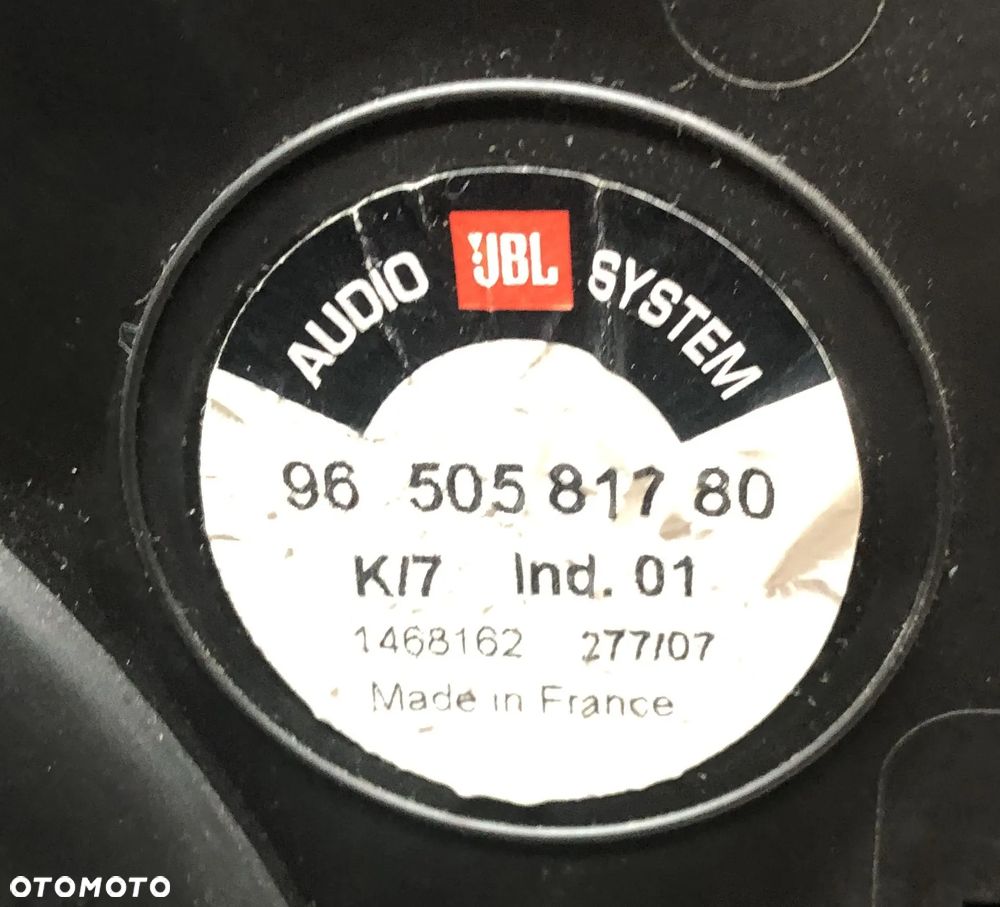 AUDIO JBL SYSTEM
96 505 817 80
K/7 Ind. 01
1468162 277/07
Made in France
OTOMOTO